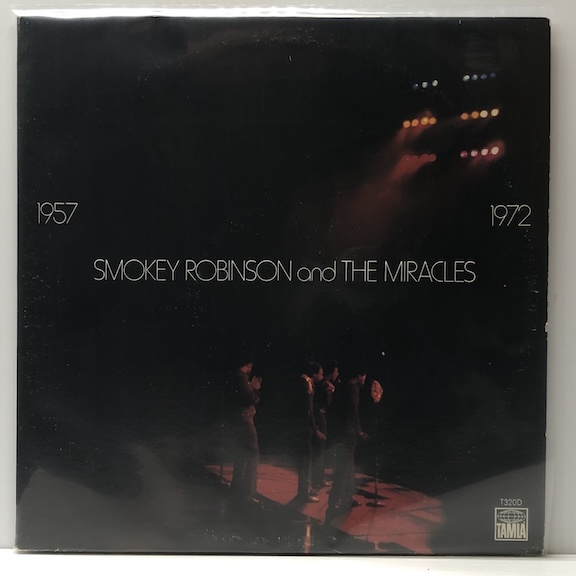 1957
1972
SMOKEY ROBINSON and THE MIRACLES
T320D
TAMLA